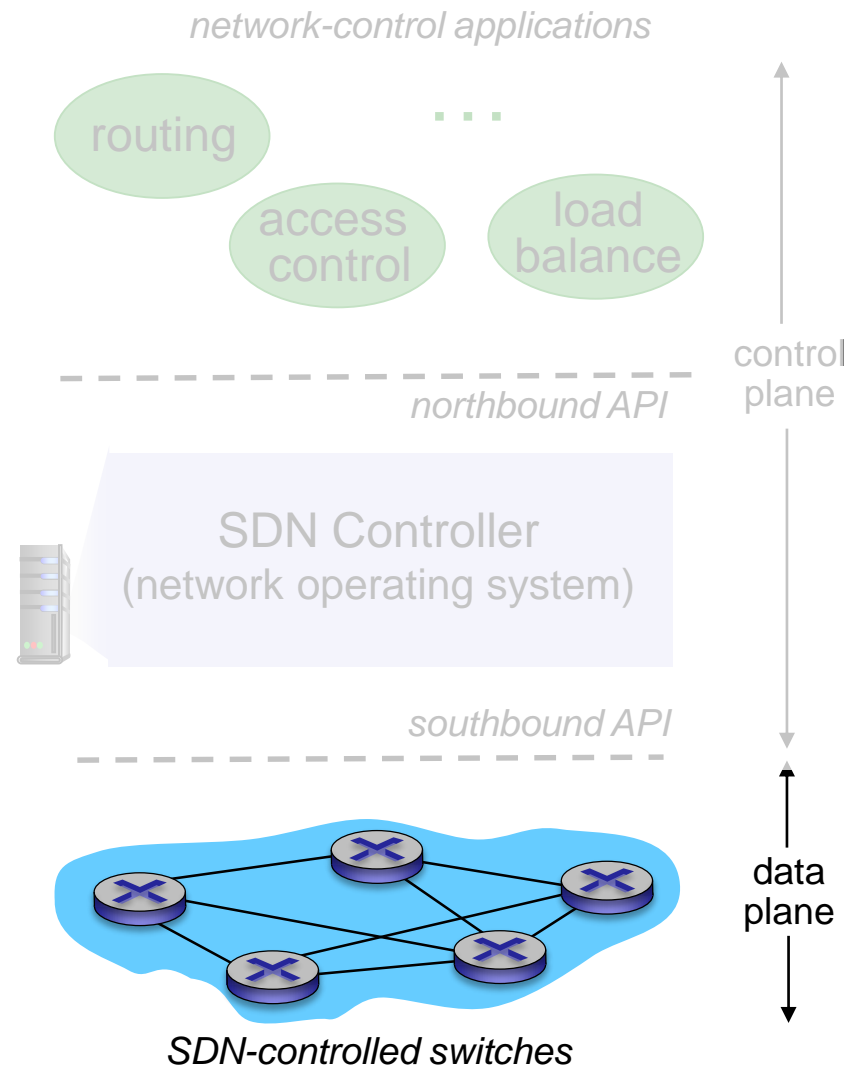 network-control applications
...
routing
access
control
load
balance
control
plane
northbound API
SDN Controller
(network operating system)
southbound API
data
plane
SDN-controlled switches